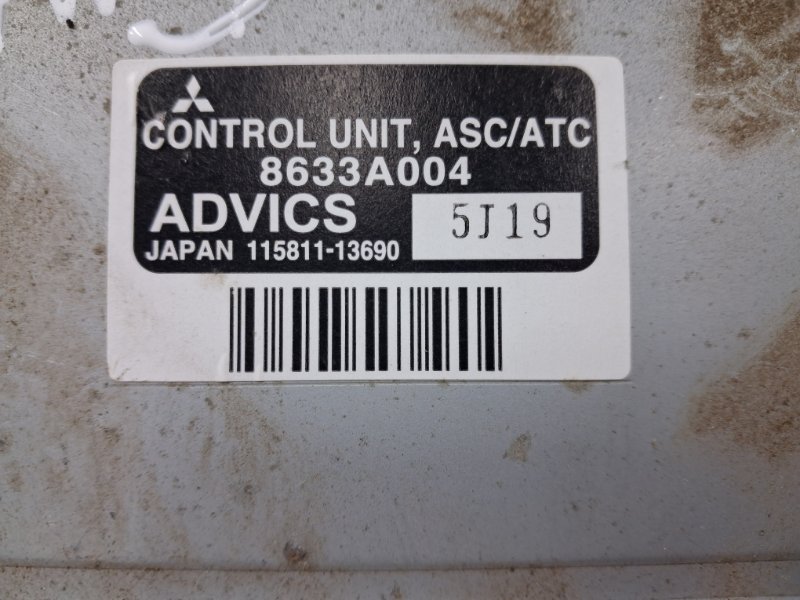 CONTROL UNIT, ASC/ATC
8633A004
ADVICS 5J19
JAPAN 115811-13690